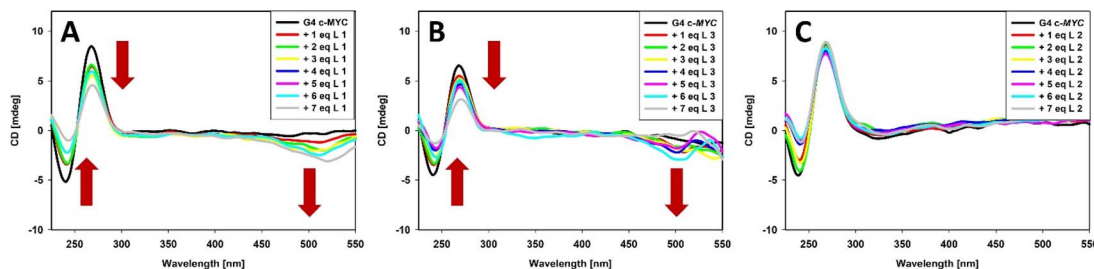 A
G4 c-MYC
+ 1 eq L 1
+ 2 eq L 1
+ 3 eq L 1
+ 4 eq L 1
+ 5 eq L 1
+ 6 eq L 1
+ 7 eq L 1
CD [mdeg]
10
5
0
-5
-10
250 300 350 400 450 500 550
Wavelength [nm]
B
G4 c-MYC
+ 1 eq L 3
+ 2 eq L 3
+ 3 eq L 3
+ 4 eq L 3
+ 5 eq L 3
+ 6 eq L 3
+ 7 eq L 3
CD [mdeg]
10
5
0
-5
-10
250 300 350 400 450 500 550
Wavelength [nm]
C
G4 c-MYC
+ 1 eq L 2
+ 2 eq L 2
+ 3 eq L 2
+ 4 eq L 2
+ 5 eq L 2
+ 6 eq L 2
+ 7 eq L 2
CD [mdeg]
10
5
0
-5
-10
250 300 350 400 450 500 550
Wavelength [nm]